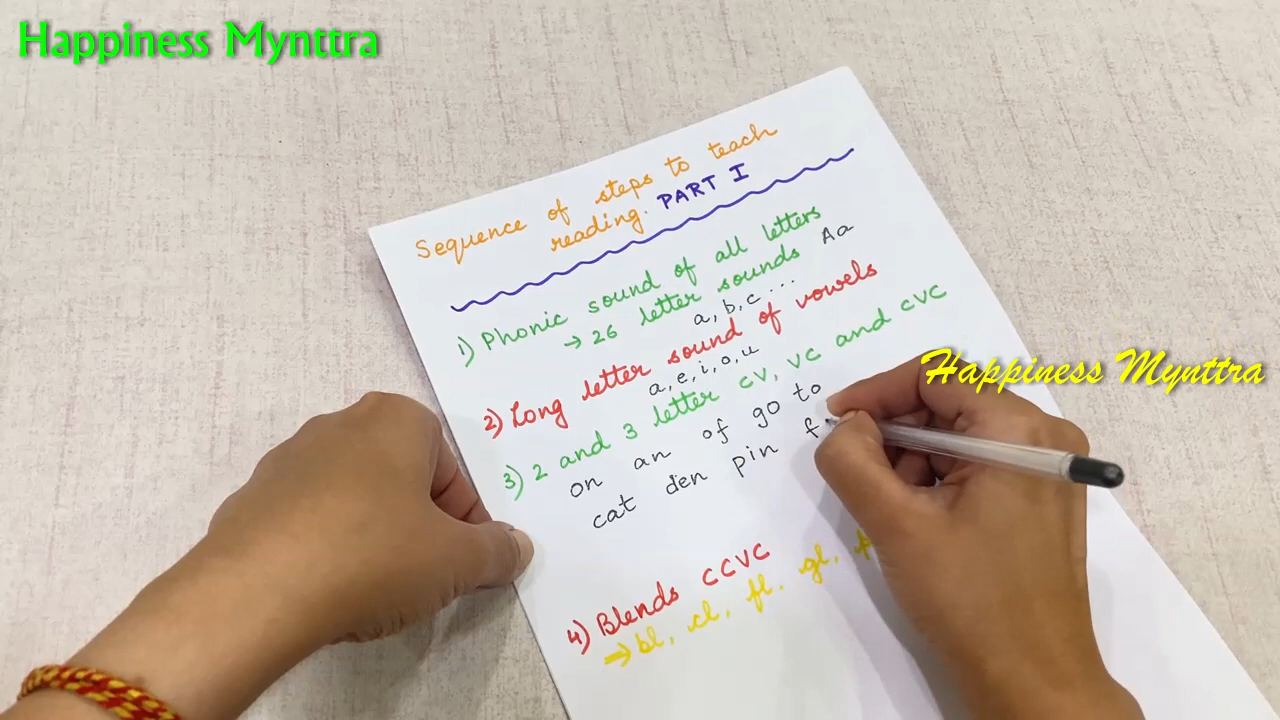 Happiness Mynttra
Sequence of steps to teach
reading. PART I
1) Phonic sound of all letters
→ 26 letter sounds Aa
a, b, c ...
2) Long letter sound of vowels
a, e, i, o, u
3) 2 and 3 letter CV, VC and CVC
on an of go to
cat den pin f
Happiness Mynttra
4) Blends CCVC
→ bl, cl, fl. gl,